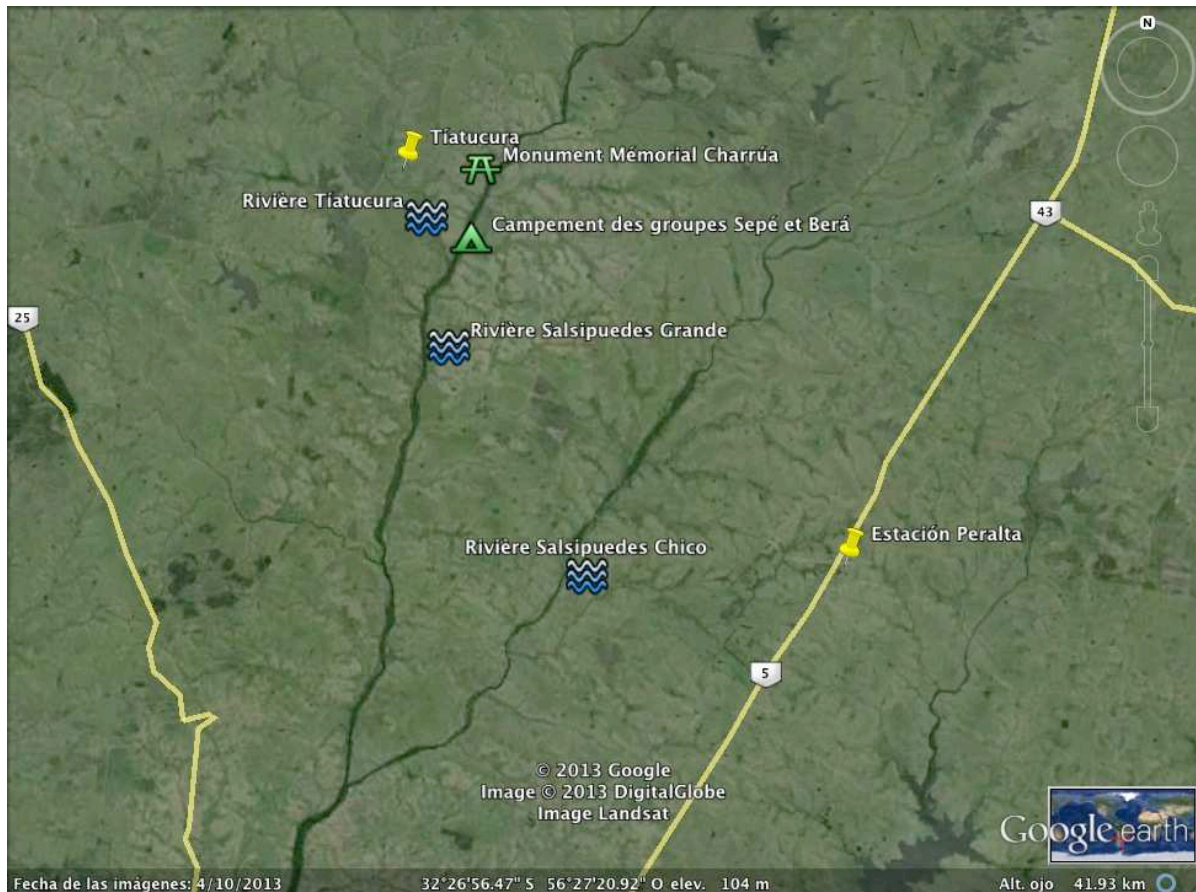 N
Tíatucura
Monument Mémorial Charrúa
Rivière Tíatucura
Campement des groupes Sepé et Berá
43
25
Rivière Salsipuedes Grande
Estación Peralta
Rivière Salsipuedes Chico
5
© 2013 Google
Image © 2013 DigitalGlobe
Image Landsat
Google earth
Fecha de las imágenes: 4/10/2013 32°26'56.47" S 56°27'20.92" O elev. 104 m Alt. ojo 41.93 km